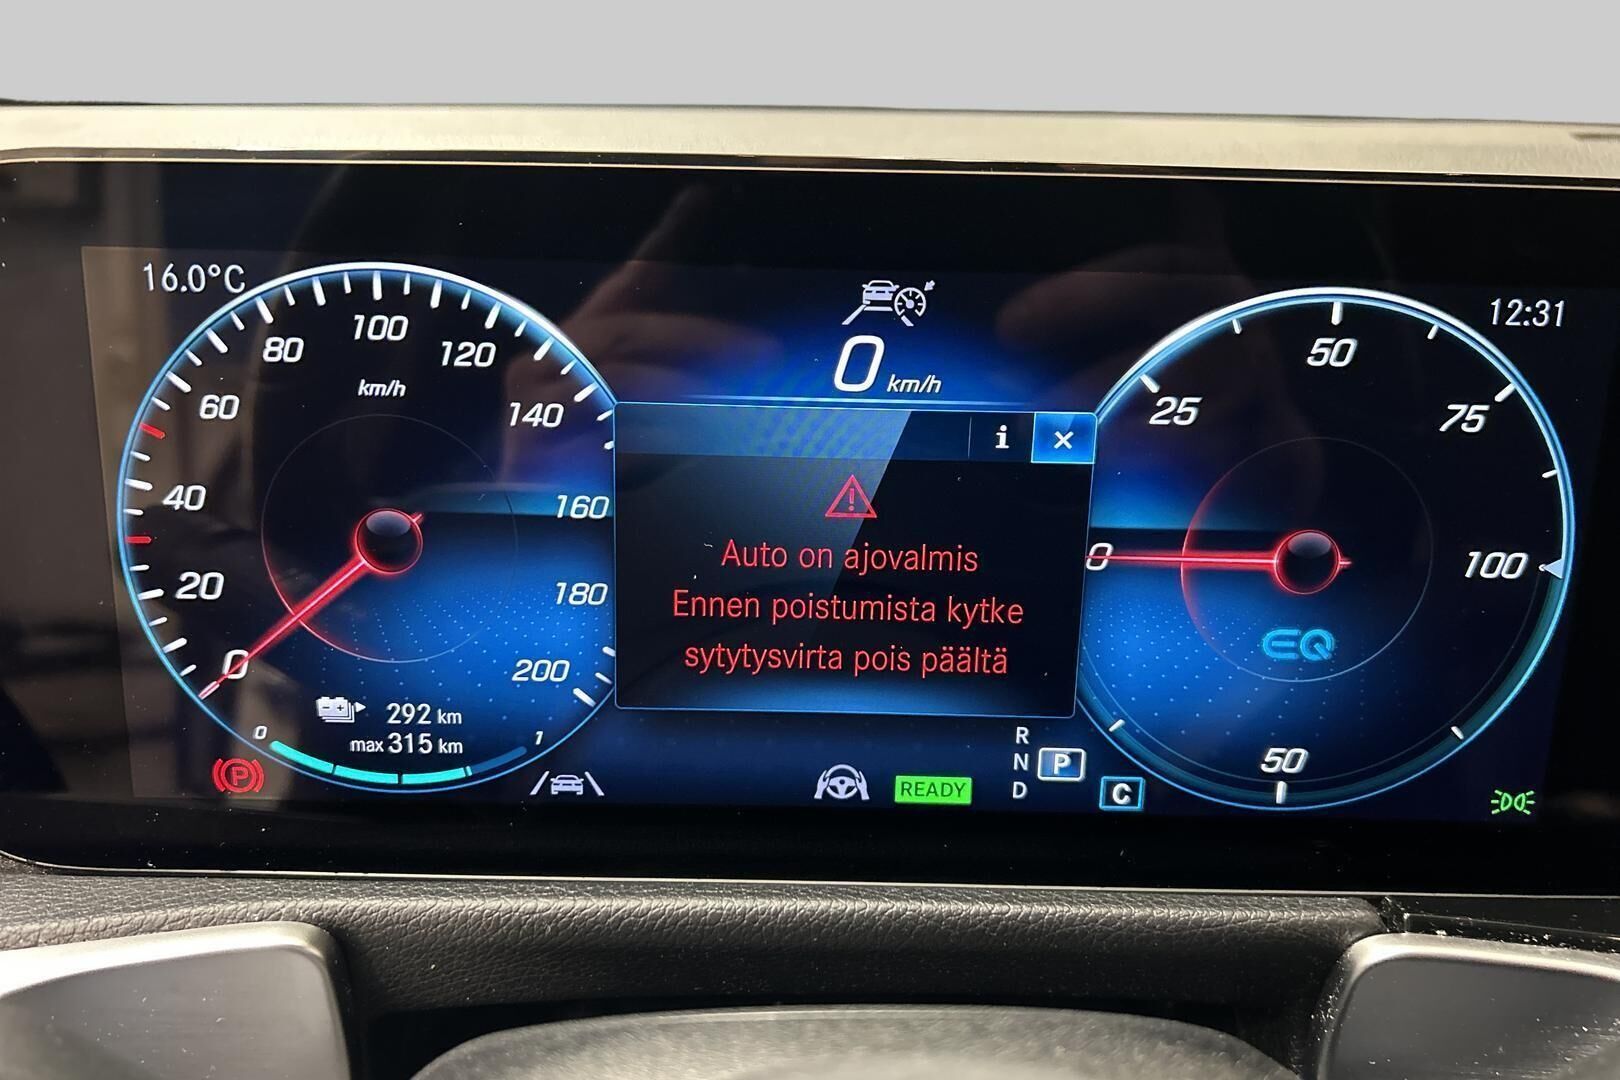 16.0°C
12:31
0 km/h
100
80
120
km/h
60
140
40
160
20
180
0
200
292 km
max 315 km
0
1
P
i
×
!
Auto on ajovalmis
Ennen poistumista kytke
sytytysvirta pois päältä
50
25
75
0
100
EQ
50
READY
R
N
D
P
C